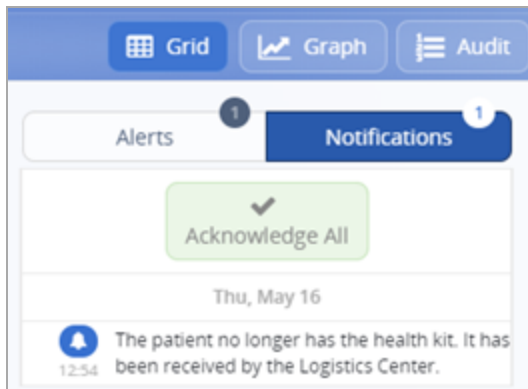 Grid Graph Audit
1 1
Alerts Notifications
Acknowledge All
Thu, May 16
The patient no longer has the health kit. It has
12:54 been received by the Logistics Center.